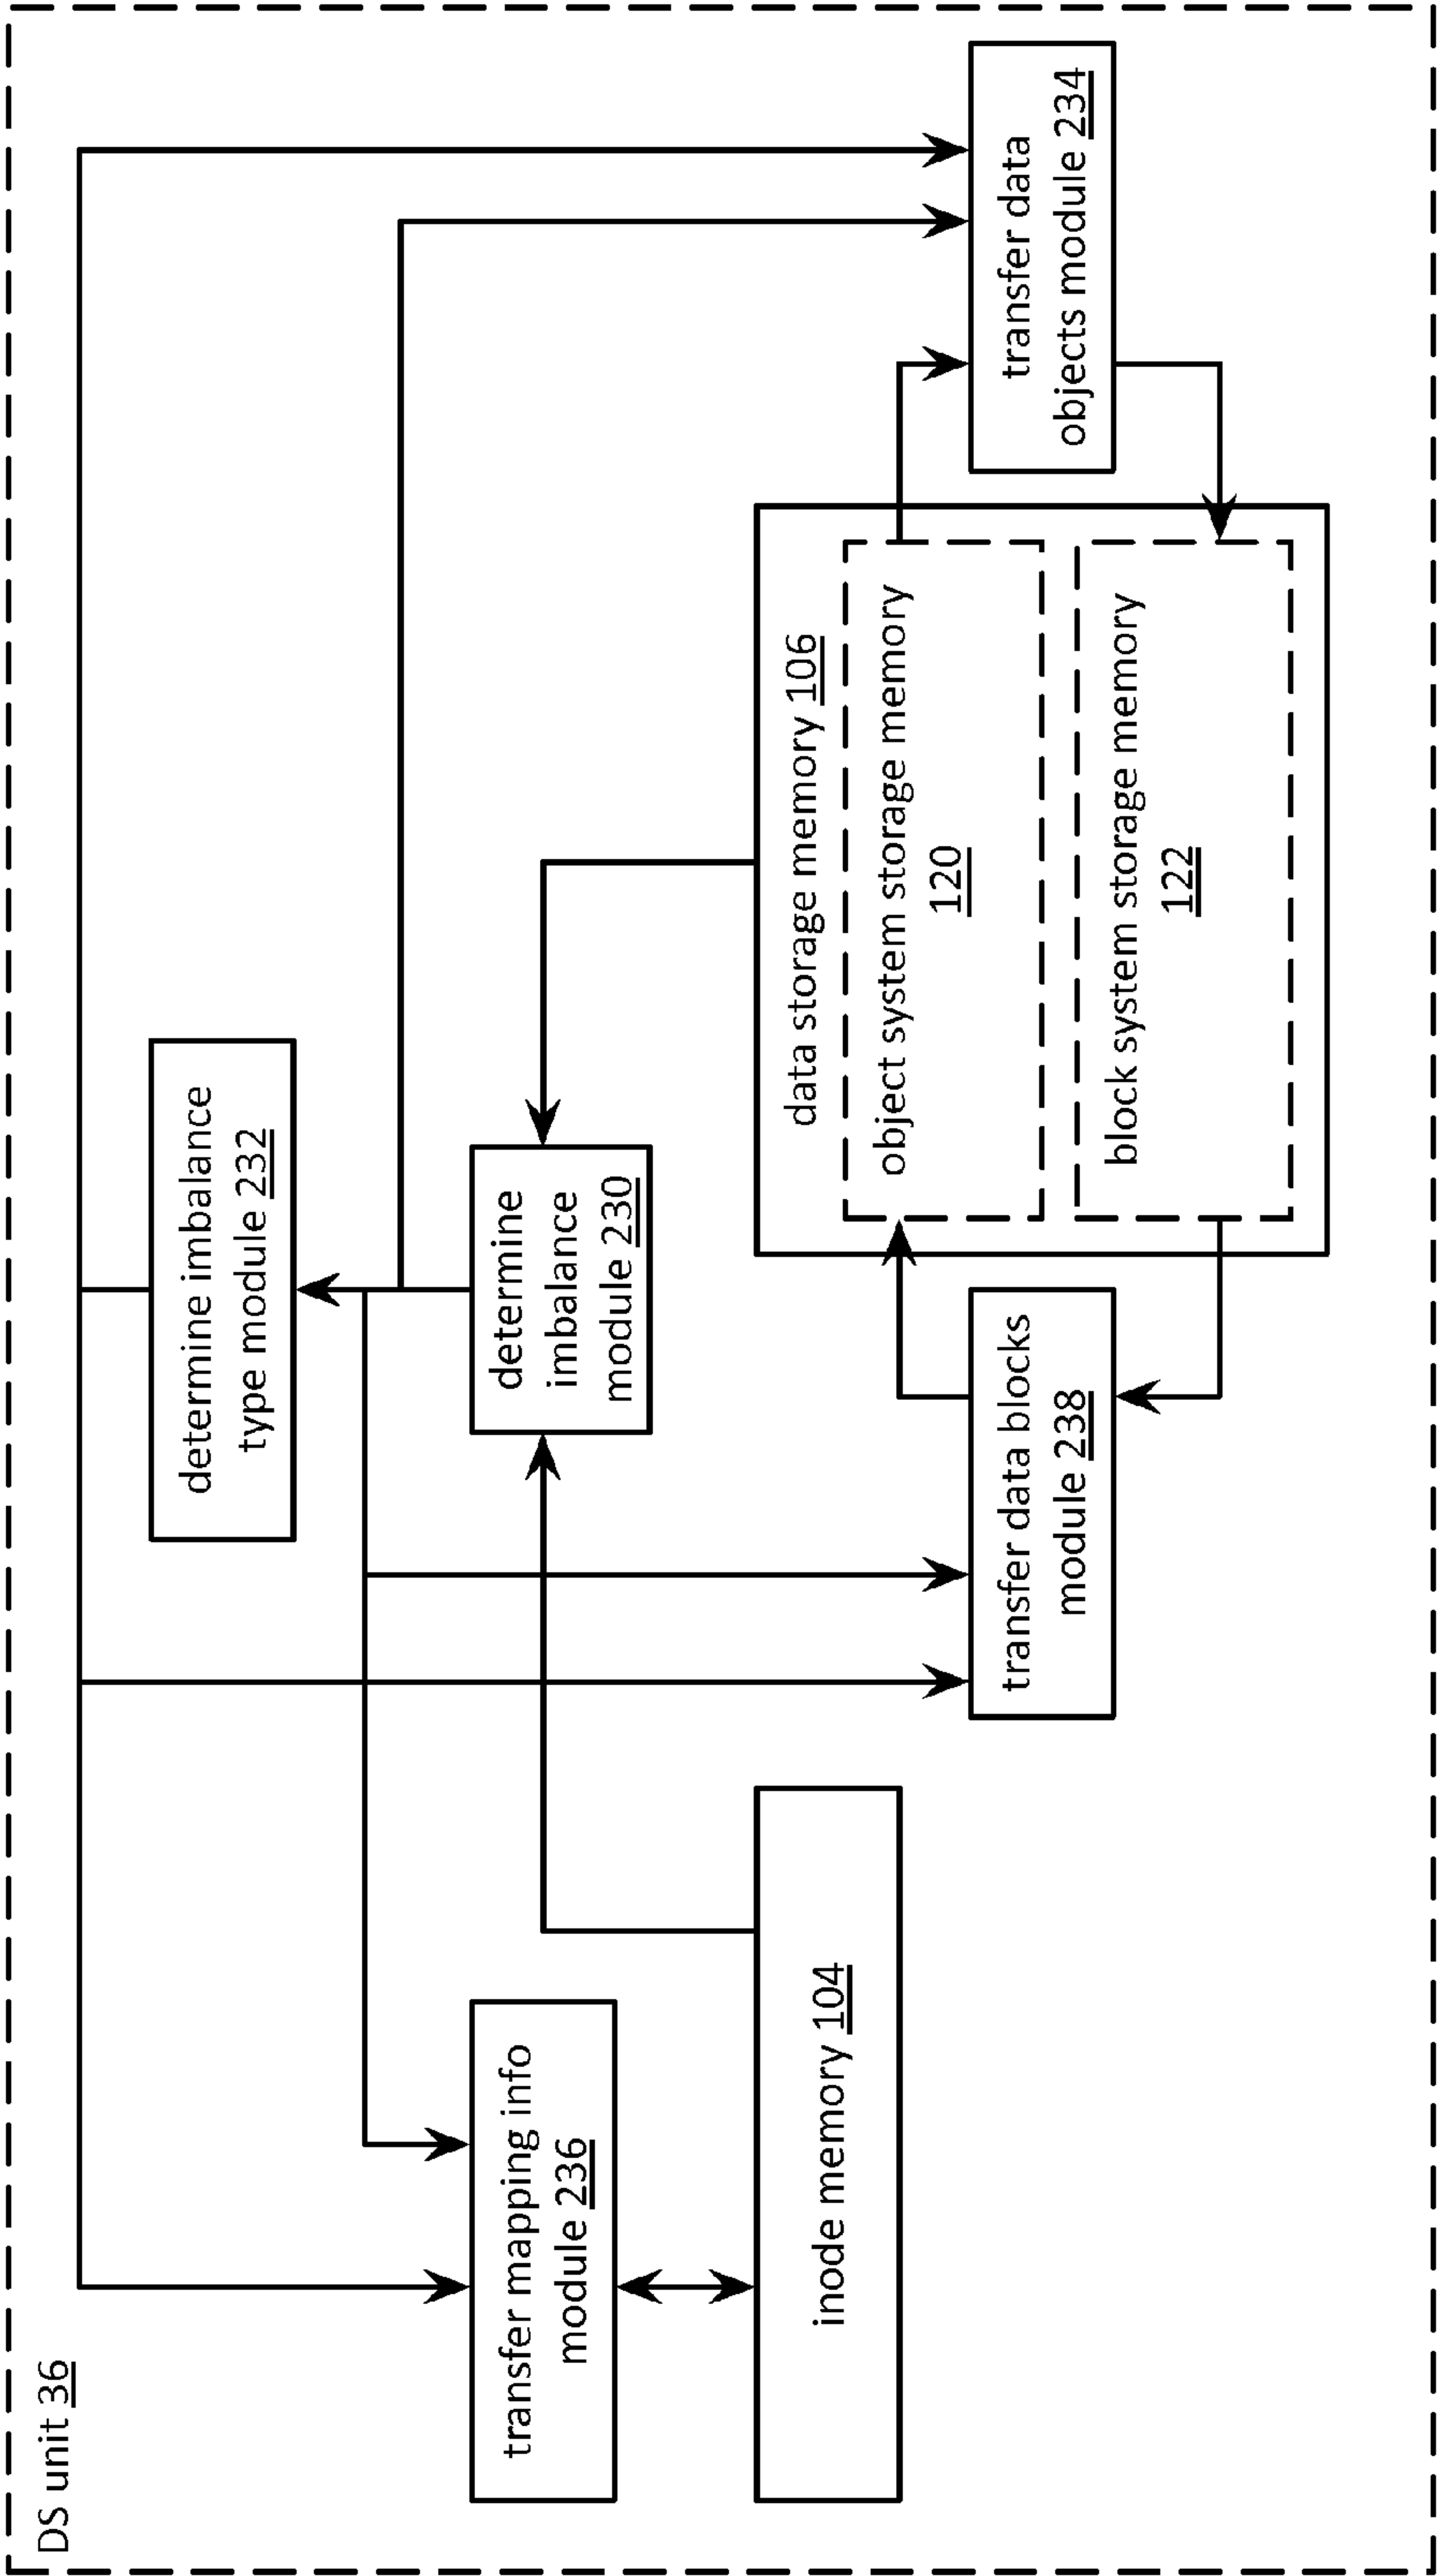 DS unit 36
determine imbalance
type module 232
transfer mapping info
module 236
determine
imbalance
module 230
inode memory 104
data storage memory 106
object system storage memory
120
block system storage memory
122
transfer data blocks
module 238
transfer data
objects module 234